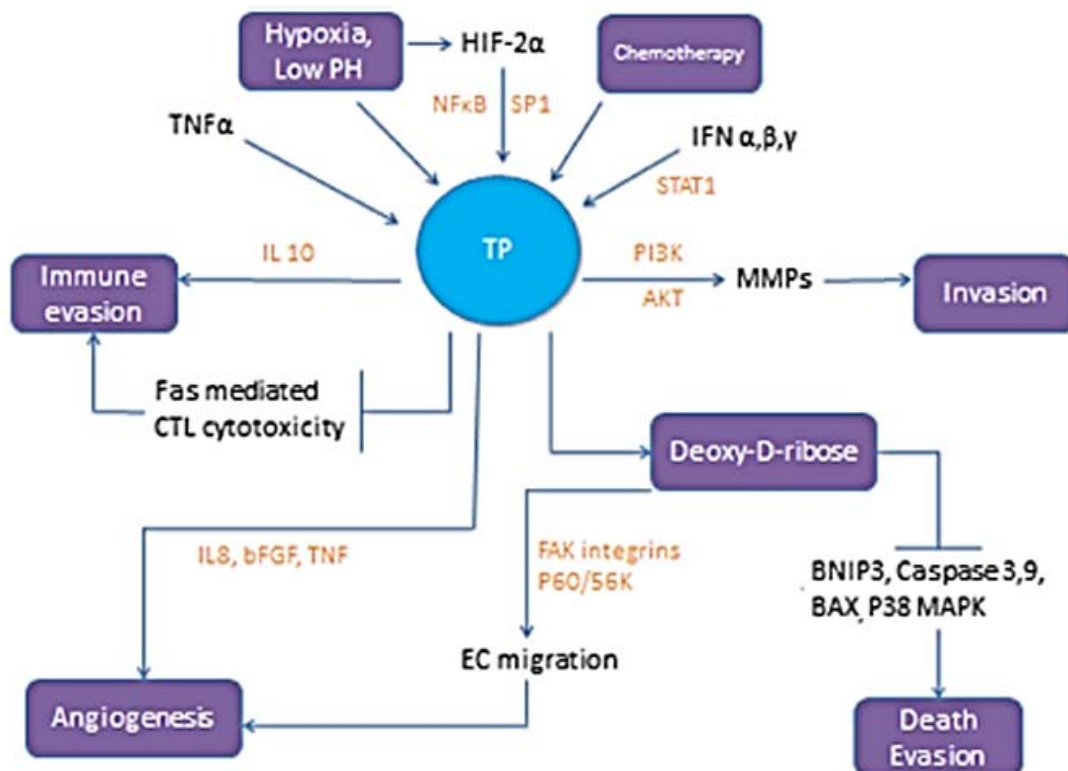 Hypoxia,
Low PH
HIF-2α
Chemotherapy
NFκB
SP1
TNFα
IFN α,β,γ
STAT1
TP
IL 10
PI3K
AKT
MMPs
Immune
evasion
Invasion
Fas mediated
CTL cytotoxicity
Deoxy-D-ribose
IL8, bFGF, TNF
FAK integrins
P60/56K
BNIP3, Caspase 3,9,
BAX, P38 MAPK
EC migration
Angiogenesis
Death
Evasion